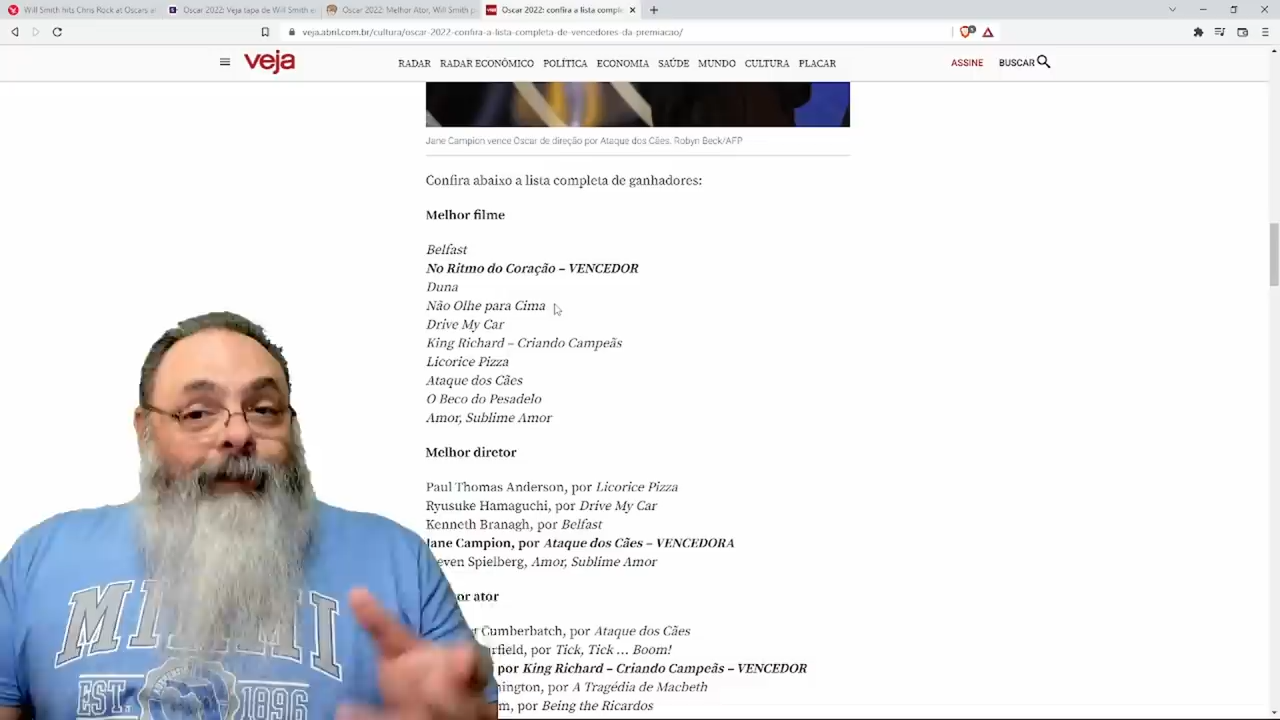 Will Smith hits Chris Rock at Oscars a
Oscar 2022: Veja tapa de Will Smith e
Oscar 2022: Melhor Ator, Will Smith p
Oscar 2022: confira a lista comple
veja.abril.com.br/cultura/oscar-2022-confira-a-lista-completa-de-vencedores-da-premiacao/
veja
RADAR RADAR ECONÔMICO POLÍTICA ECONOMIA SAÚDE MUNDO CULTURA PLACAR
ASSINE BUSCAR
Jane Campion vence Oscar de direção por Ataque dos Cães. Robyn Beck/AFP
Confira abaixo a lista completa de ganhadores:
Melhor filme
Belfast
No Ritmo do Coração – VENCEDOR
Duna
Não Olhe para Cima
Drive My Car
King Richard – Criando Campeãs
Licorice Pizza
Ataque dos Cães
O Beco do Pesadelo
Amor, Sublime Amor
Melhor diretor
Paul Thomas Anderson, por Licorice Pizza
Ryusuke Hamaguchi, por Drive My Car
Kenneth Branagh, por Belfast
Jane Campion, por Ataque dos Cães – VENCEDORA
even Spielberg, Amor, Sublime Amor
or ator
Cumberbatch, por Ataque dos Cães
rfield, por Tick, Tick … Boom!
por King Richard – Criando Campeãs – VENCEDOR
hington, por A Tragédia de Macbeth
m, por Being the Ricardos
MIAMI
EST. 1896